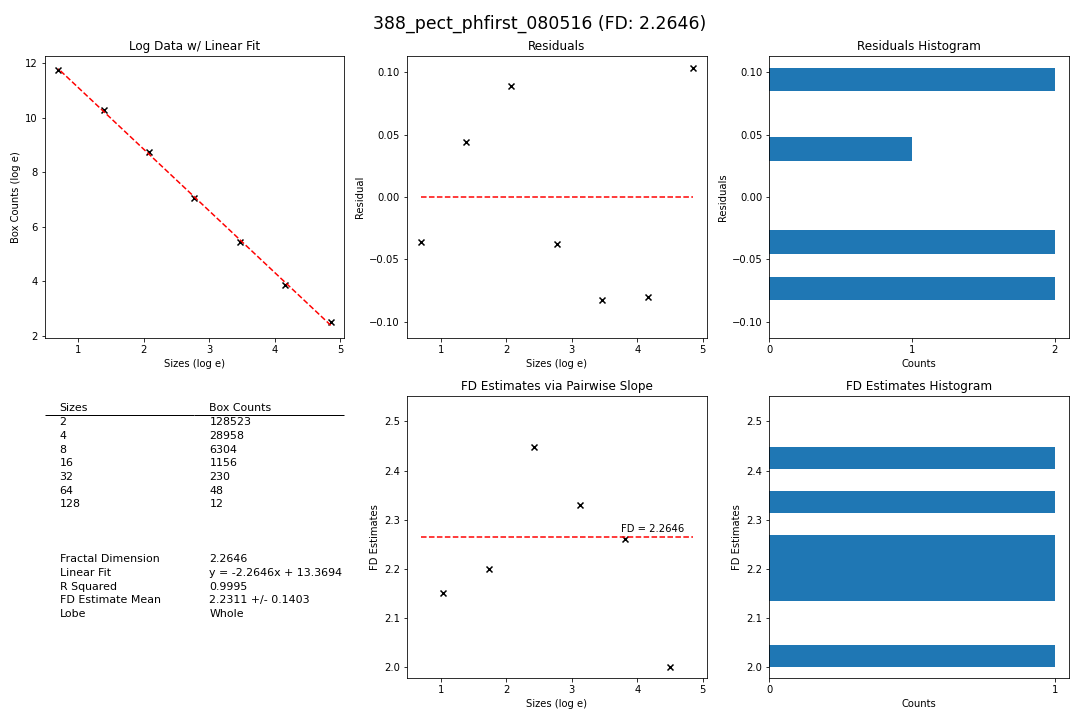 388_pect_phfirst_080516 (FD: 2.2646)
Log Data w/ Linear Fit
12
10
8
6
4
2
Box Counts (log e)
1 2 3 4 5
Sizes (log e)
Residuals
0.10
0.05
0.00
−0.05
−0.10
Residual
1 2 3 4 5
Sizes (log e)
Residuals Histogram
0.10
0.05
0.00
−0.05
−0.10
Residuals
0 1 2
Counts
Sizes Box Counts
2 128523
4 28958
8 6304
16 1156
32 230
64 48
128 12
Fractal Dimension 2.2646
Linear Fit y = -2.2646x + 13.3694
R Squared 0.9995
FD Estimate Mean 2.2311 +/- 0.1403
Lobe Whole
FD Estimates via Pairwise Slope
2.5
2.4
2.3
2.2
2.1
2.0
FD Estimates
FD = 2.2646
1 2 3 4 5
Sizes (log e)
FD Estimates Histogram
2.5
2.4
2.3
2.2
2.1
2.0
FD Estimates
0 1
Counts